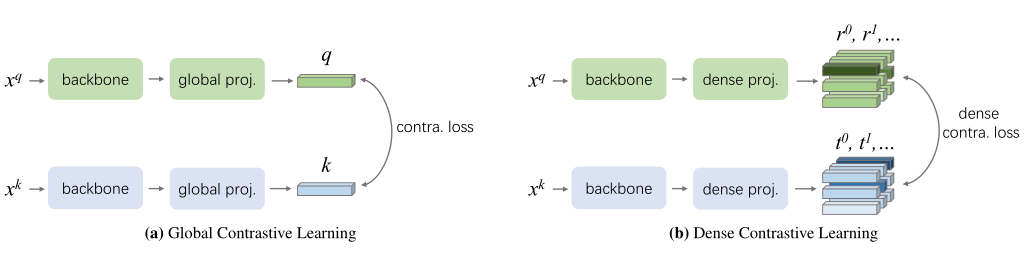 x^q backbone global proj. q
contra. loss
x^k backbone global proj. k
(a) Global Contrastive Learning
x^q backbone dense proj. r^0, r^1,...
dense
contra. loss
x^k backbone dense proj. t^0, t^1,...
(b) Dense Contrastive Learning